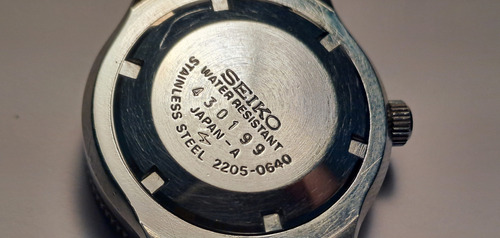 SEIKO
WATER RESISTANT
430199
JAPAN-A
STAINLESS STEEL 2205-0640